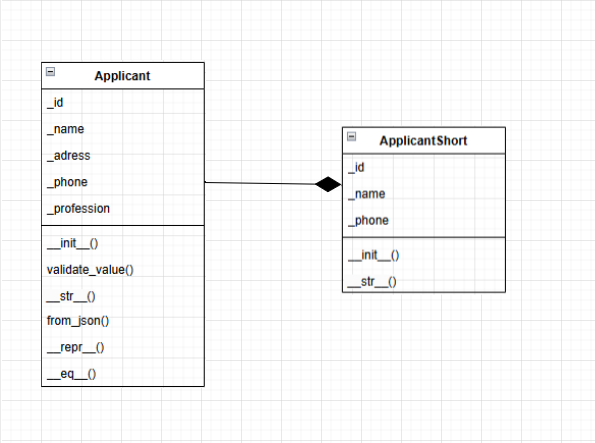 Applicant
_id
_name
_adress
_phone
_profession
__init__()
validate_value()
__str__()
from_json()
__repr__()
__eq__()
ApplicantShort
_id
_name
_phone
__init__()
__str__()